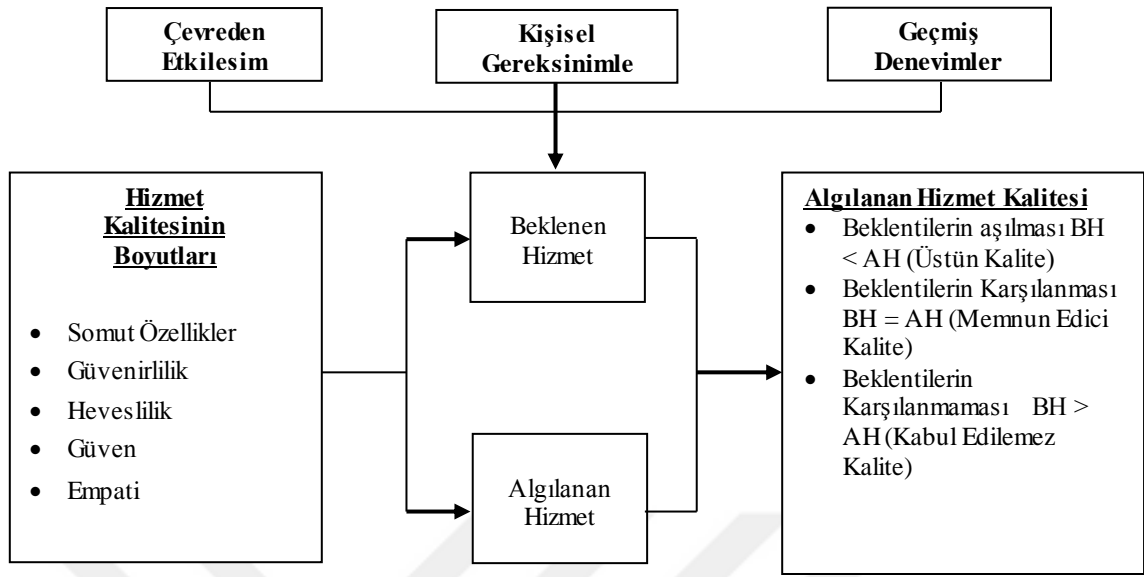 Çevreden
Etkilesim
Kişisel
Gereksinimle
Geçmiş
Denevimler
Hizmet
Kalitesinin
Boyutları
• Somut Özellikler
• Güvenirlilik
• Heveslilik
• Güven
• Empati
Beklenen
Hizmet
Algılanan
Hizmet
Algılanan Hizmet Kalitesi
• Beklentilerin aşılması BH
< AH (Üstün Kalite)
• Beklentilerin Karşılanması
BH = AH (Memnun Edici
Kalite)
• Beklentilerin
Karşılanmaması BH >
AH (Kabul Edilemez
Kalite)